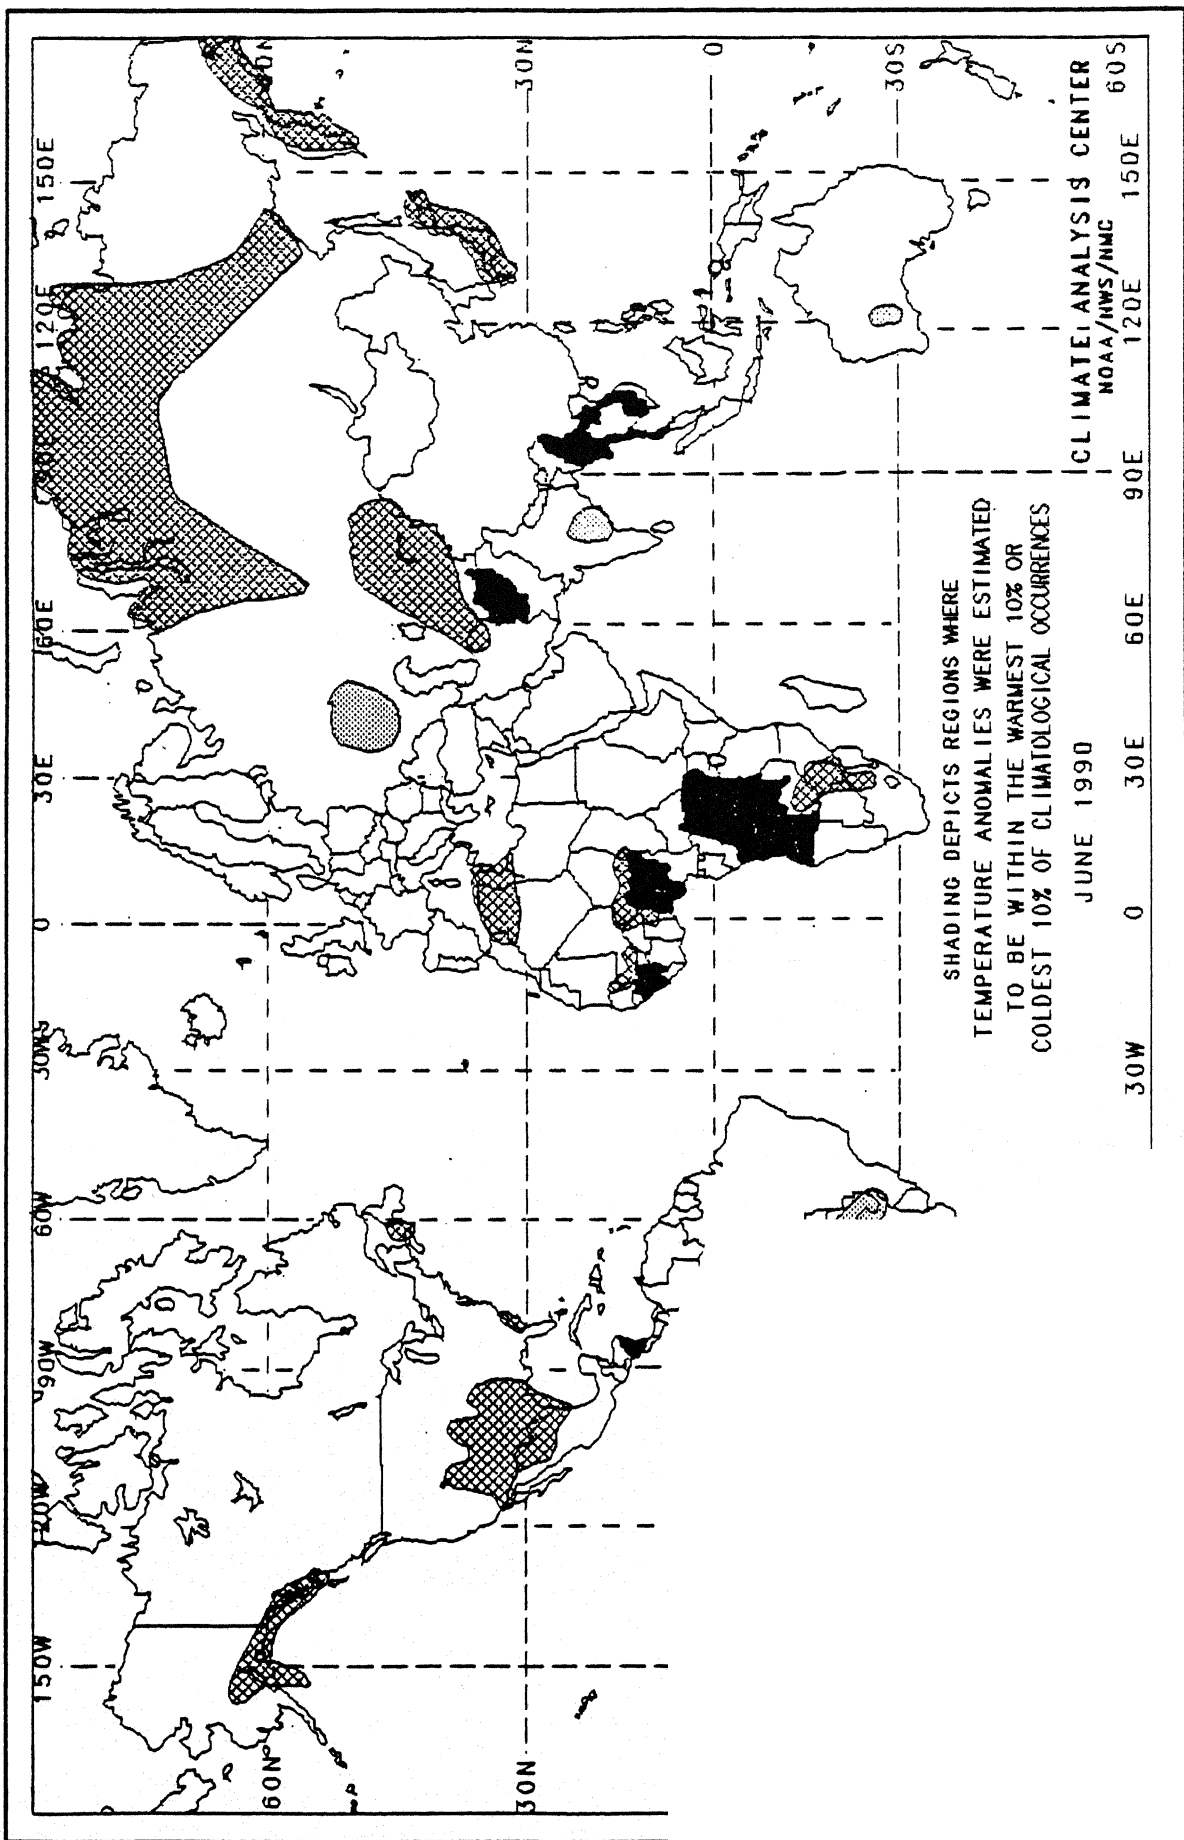 150W
120W
90W
60W
30W
0
30E
60E
90E
120E
150E
60N
30N
60N
30N
0
30S
60S
30W
0
30E
60E
90E
120E
150E
SHADING DEPICTS REGIONS WHERE
TEMPERATURE ANOMALIES WERE ESTIMATED
TO BE WITHIN THE WARMEST 10% OR
COLDEST 10% OF CLIMATOLOGICAL OCCURRENCES
JUNE 1990
CLIMATE ANALYSIS CENTER
NOAA/NWS/NMC